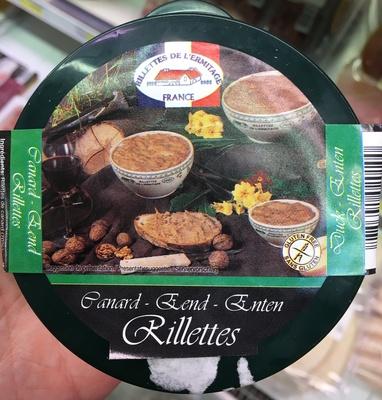 RILLETTES DE L'ERMITAGE
FRANCE
Canard - Eend
Rillettes
Duck - Enten
Rillettes
GLUTEN FREE
SANS GLUTEN
Canard - Eend - Enten
Rillettes